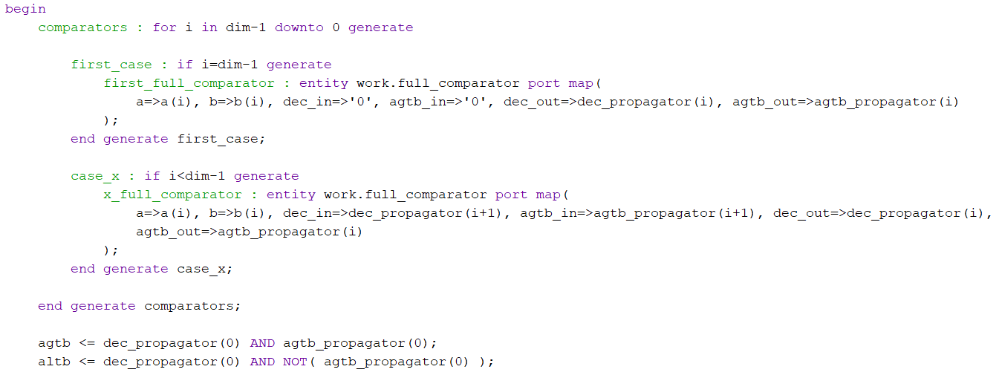 begin
comparators : for i in dim-1 downto 0 generate
first_case : if i=dim-1 generate
first_full_comparator : entity work.full_comparator port map(
a=>a(i), b=>b(i), dec_in=>'0', agtb_in=>'0', dec_out=>dec_propagator(i), agtb_out=>agtb_propagator(i)
);
end generate first_case;
case_x : if i<dim-1 generate
x_full_comparator : entity work.full_comparator port map(
a=>a(i), b=>b(i), dec_in=>dec_propagator(i+1), agtb_in=>agtb_propagator(i+1), dec_out=>dec_propagator(i),
agtb_out=>agtb_propagator(i)
);
end generate case_x;
end generate comparators;
agtb <= dec_propagator(0) AND agtb_propagator(0);
altb <= dec_propagator(0) AND NOT( agtb_propagator(0) );